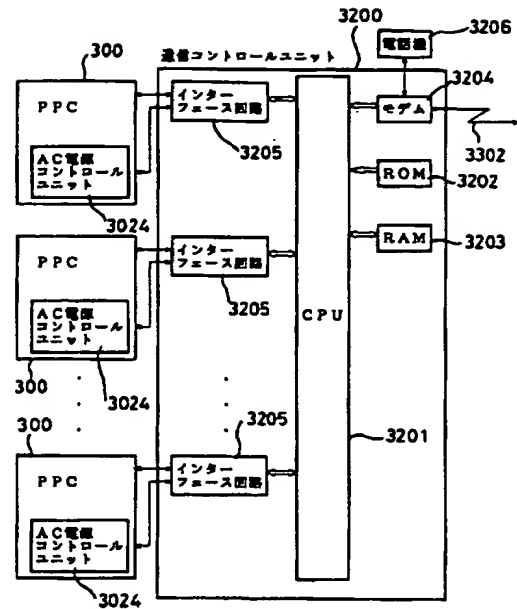 300
3200
電話機
3206
通信コントロールユニット
PPC
AC電源
コントロール
ユニット
3024
インター
フェース回路
3205
モデム
3204
3302
ROM
3202
RAM
3203
CPU
3201
PPC
AC電源
コントロール
ユニット
3024
300
インター
フェース回路
3205
300
PPC
AC電源
コントロール
ユニット
3024
3205
インター
フェース回路